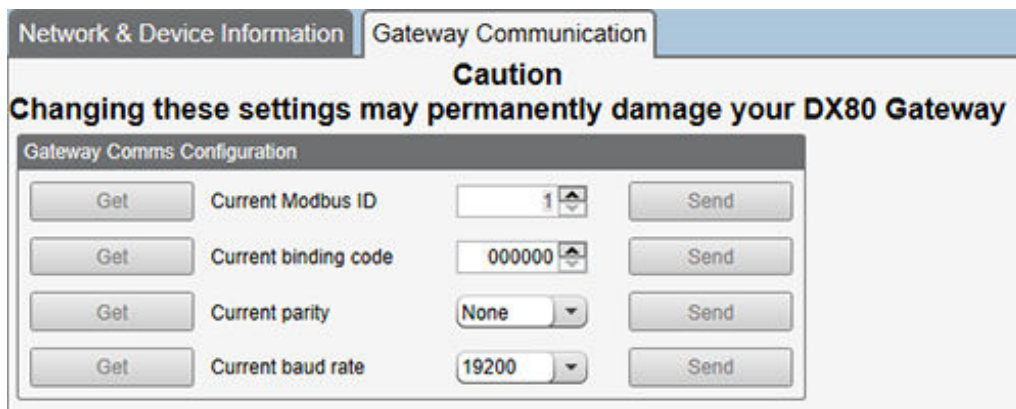 Network & Device Information Gateway Communication
Caution
Changing these settings may permanently damage your DX80 Gateway
Gateway Comms Configuration
Get Current Modbus ID 1 Send
Get Current binding code 000000 Send
Get Current parity None Send
Get Current baud rate 19200 Send